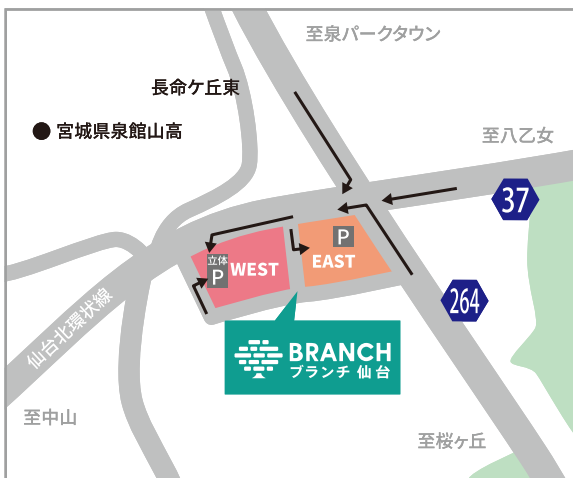 至泉パークタウン
長命ケ丘東
宮城県泉館山高
至八乙女
37
P
立体
P
WEST
EAST
264
仙台北環状線
BRANCH
ブランチ仙台
至中山
至桜ヶ丘